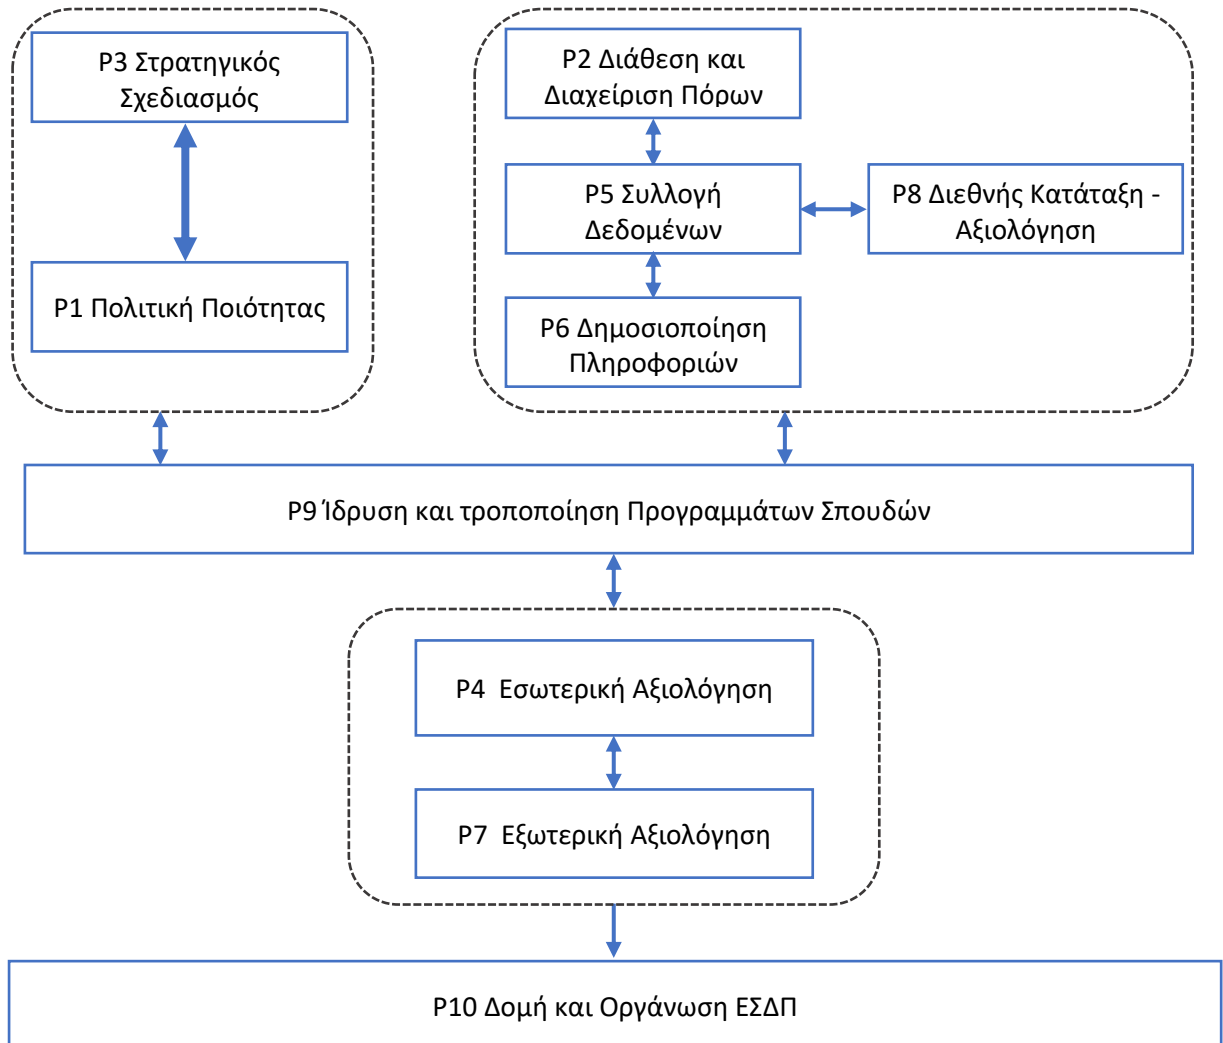 P3 Στρατηγικός
Σχεδιασμός
P1 Πολιτική Ποιότητας
P2 Διάθεση και
Διαχείριση Πόρων
P5 Συλλογή
Δεδομένων
P8 Διεθνής Κατάταξη -
Αξιολόγηση
P6 Δημοσιοποίηση
Πληροφοριών
P9 Ίδρυση και τροποποίηση Προγραμμάτων Σπουδών
P4  Εσωτερική Αξιολόγηση
P7  Εξωτερική Αξιολόγηση
P10 Δομή και Οργάνωση ΕΣΔΠ